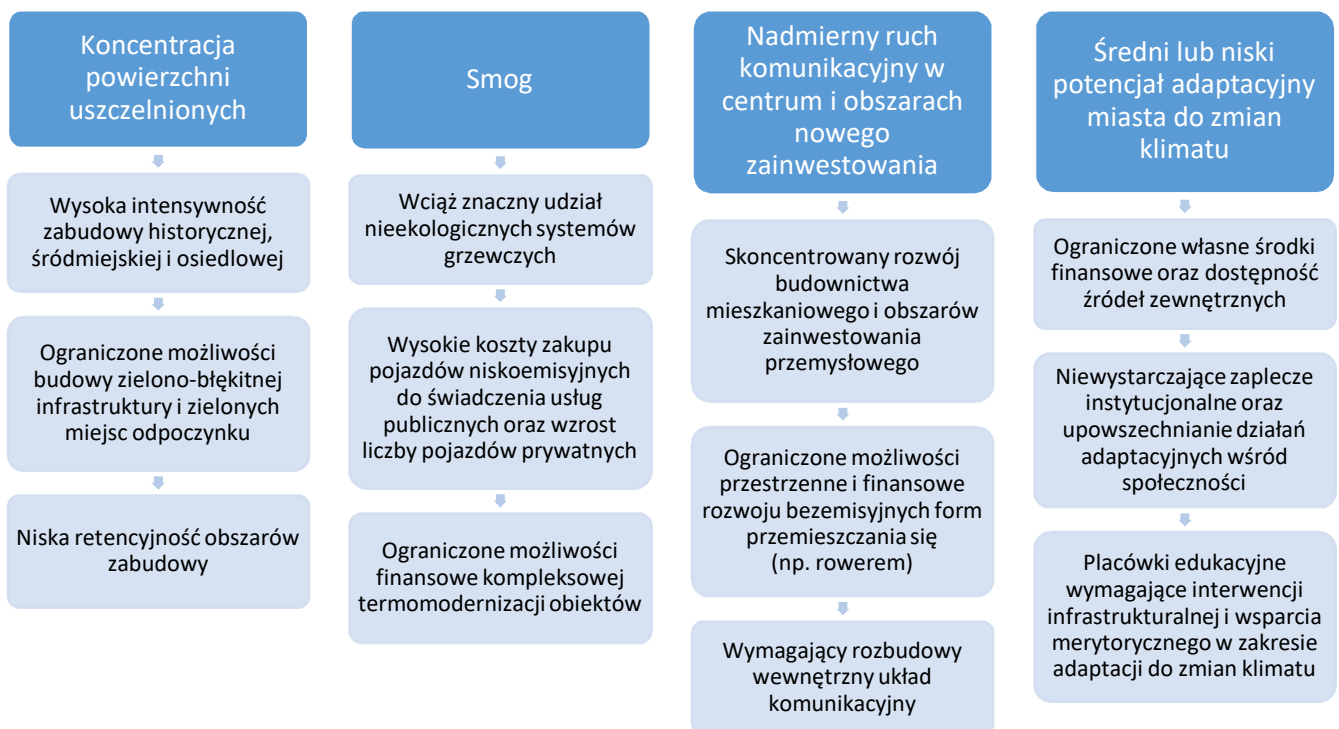 Koncentracja
powierzchni
uszczelnionych
Wysoka intensywność
zabudowy historycznej,
śródmiejskiej i osiedlowej
Ograniczone możliwości
budowy zielono-błękitnej
infrastruktury i zielonych
miejsc odpoczynku
Niska retencyjność obszarów
zabudowy
Smog
Wciąż znaczny udział
nieekologicznych systemów
grzewczych
Wysokie koszty zakupu
pojazdów niskoemisyjnych
do świadczenia usług
publicznych oraz wzrost
liczby pojazdów prywatnych
Ograniczone możliwości
finansowe kompleksowej
termomodernizacji obiektów
Nadmierny ruch
komunikacyjny w
centrum i obszarach
nowego
zainwestowania
Skoncentrowany rozwój
budownictwa
mieszkaniowego i obszarów
zainwestowania
przemysłowego
Ograniczone możliwości
przestrzenne i finansowe
rozwoju bezemisyjnych form
przemieszczania się
(np. rowerem)
Wymagający rozbudowy
wewnętrzny układ
komunikacyjny
Średni lub niski
potencjał adaptacyjny
miasta do zmian
klimatu
Ograniczone własne środki
finansowe oraz dostępność
źródeł zewnętrznych
Niewystarczające zaplecze
instytucjonalne oraz
upowszechnianie działań
adaptacyjnych wśród
społeczności
Placówki edukacyjne
wymagające interwencji
infrastrukturalnej i wsparcia
merytorycznego w zakresie
adaptacji do zmian klimatu